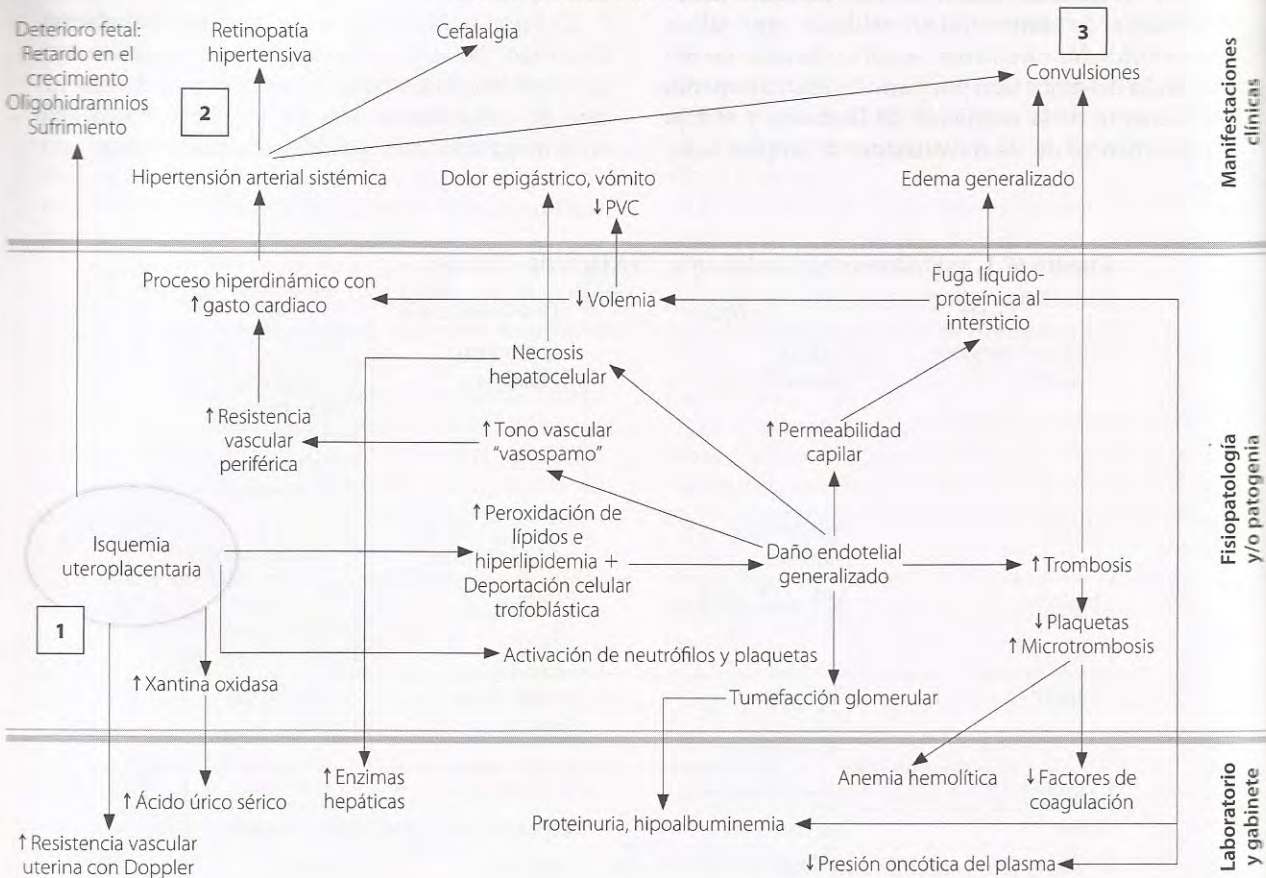 Deterioro fetal:
Retardo en el
crecimiento
Oligohidramnios
Sufrimiento
Retinopatía
hipertensiva
Cefalalgia
3
Convulsiones
2
Hipertensión arterial sistémica
Dolor epigástrico, vómito
↓PVC
Edema generalizado
Manifestaciones
clínicas
Proceso hiperdinámico con
↑gasto cardiaco
↓Volemia
Fuga líquido-
proteínica al
intersticio
Necrosis
hepatocelular
↑Resistencia
vascular
periférica
↑Tono vascular
"vasospamo"
↑Permeabilidad
capilar
Isquemia
uteroplacentaria
↑Peroxidación de
lípidos e
hiperlipidemia +
Deportación celular
trofoblástica
Daño endotelial
generalizado
↑Trombosis
1
↓Plaquetas
↑Microtrombosis
Activación de neutrófilos y plaquetas
↑Xantina oxidasa
Tumefacción glomerular
Fisiopatología
y/o patogenia
↑Ácido úrico sérico
↑Enzimas
hepáticas
Anemia hemolítica
↓Factores de
coagulación
Proteinuria, hipoalbuminemia
↑Resistencia vascular
uterina con Doppler
↓Presión oncótica del plasma
Laboratorio
y gabinete